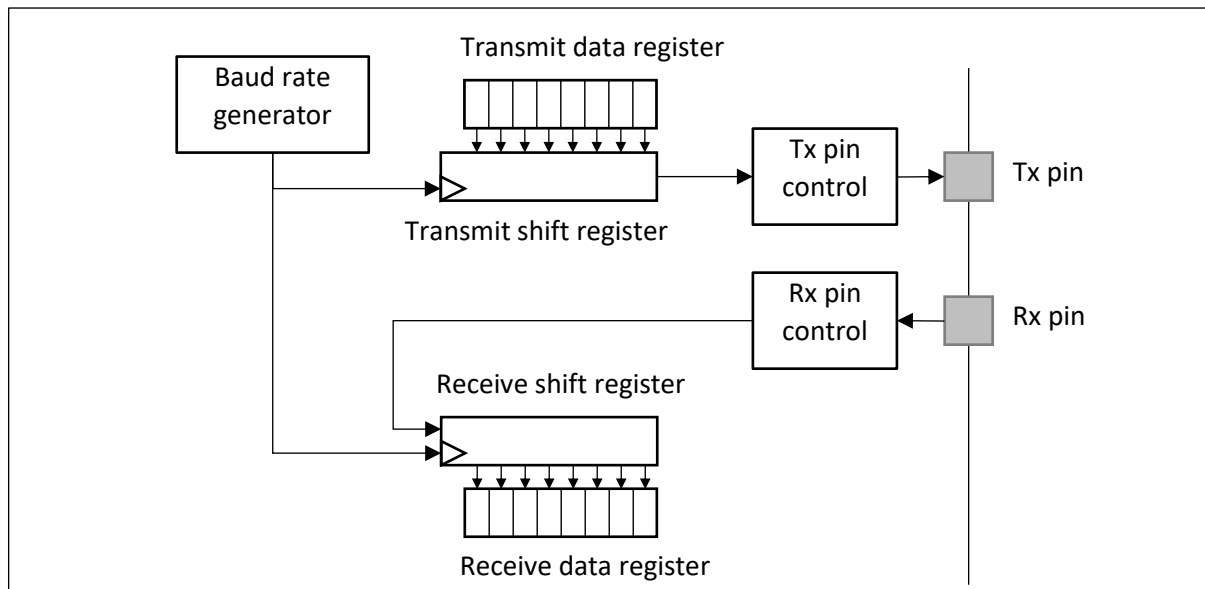 Transmit data register
Baud rate
generator
Tx pin
control
Tx pin
Transmit shift register
Rx pin
control
Rx pin
Receive shift register
Receive data register